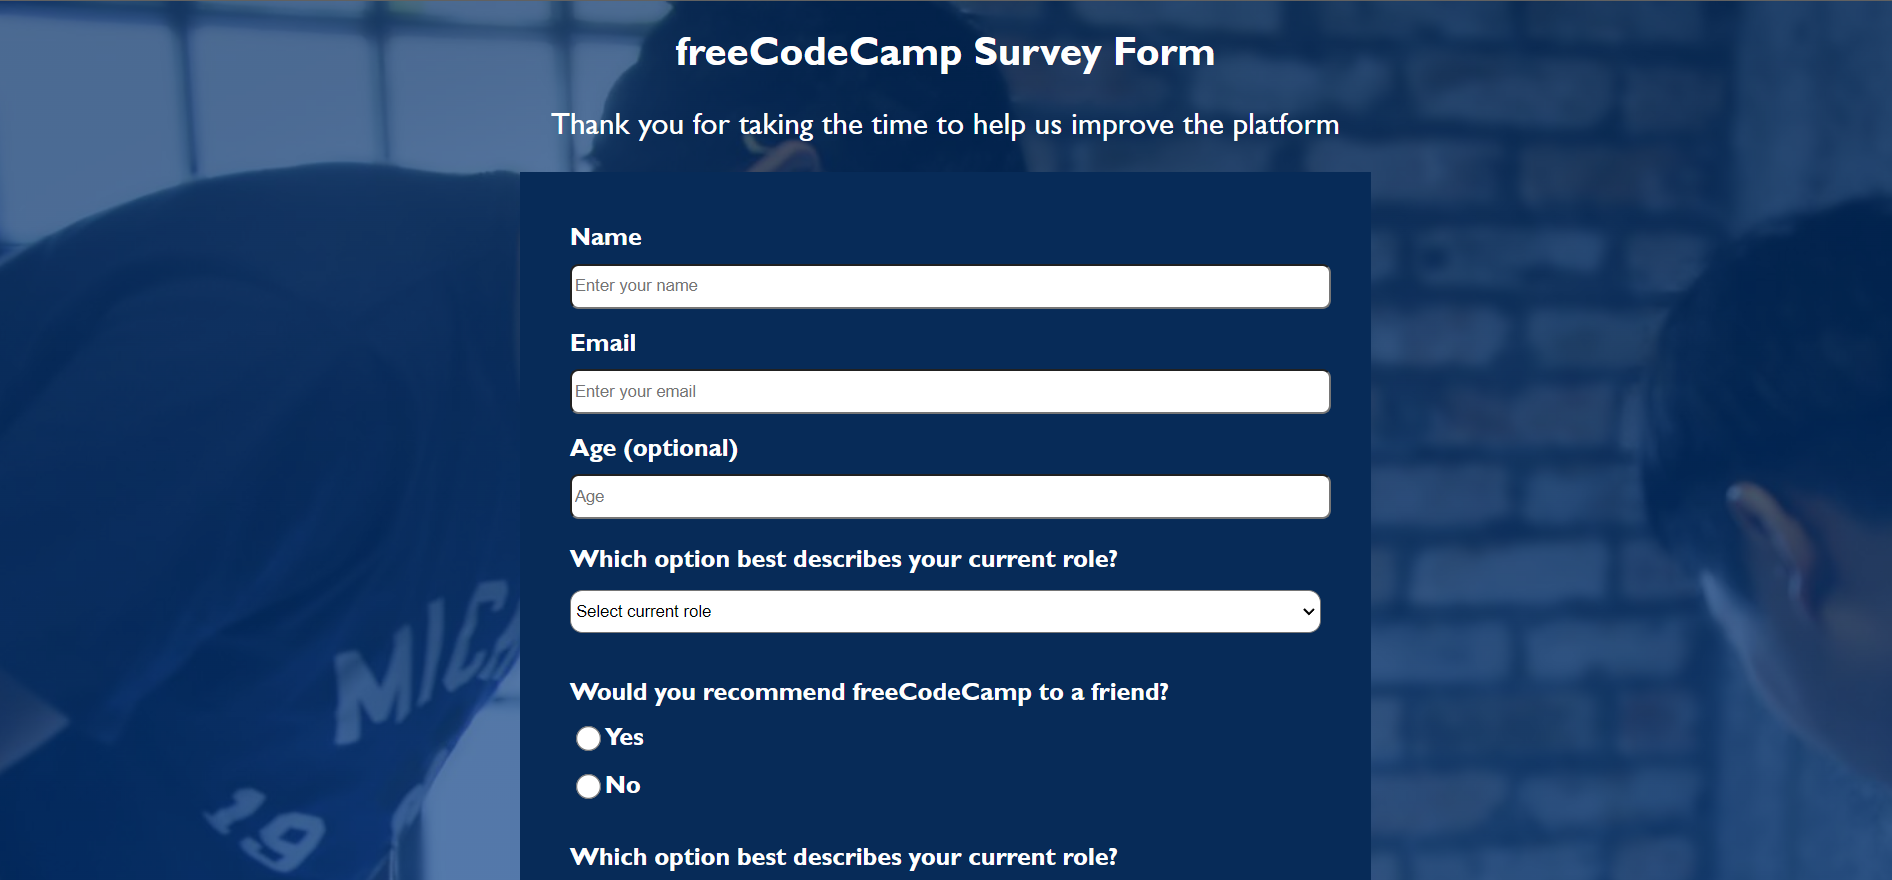 freeCodeCamp Survey Form
Thank you for taking the time to help us improve the platform
Name
Enter your name
Email
Enter your email
Age (optional)
Age
Which option best describes your current role?
Select current role
Would you recommend freeCodeCamp to a friend?
Yes
No
Which option best describes your current role?
MICH
19